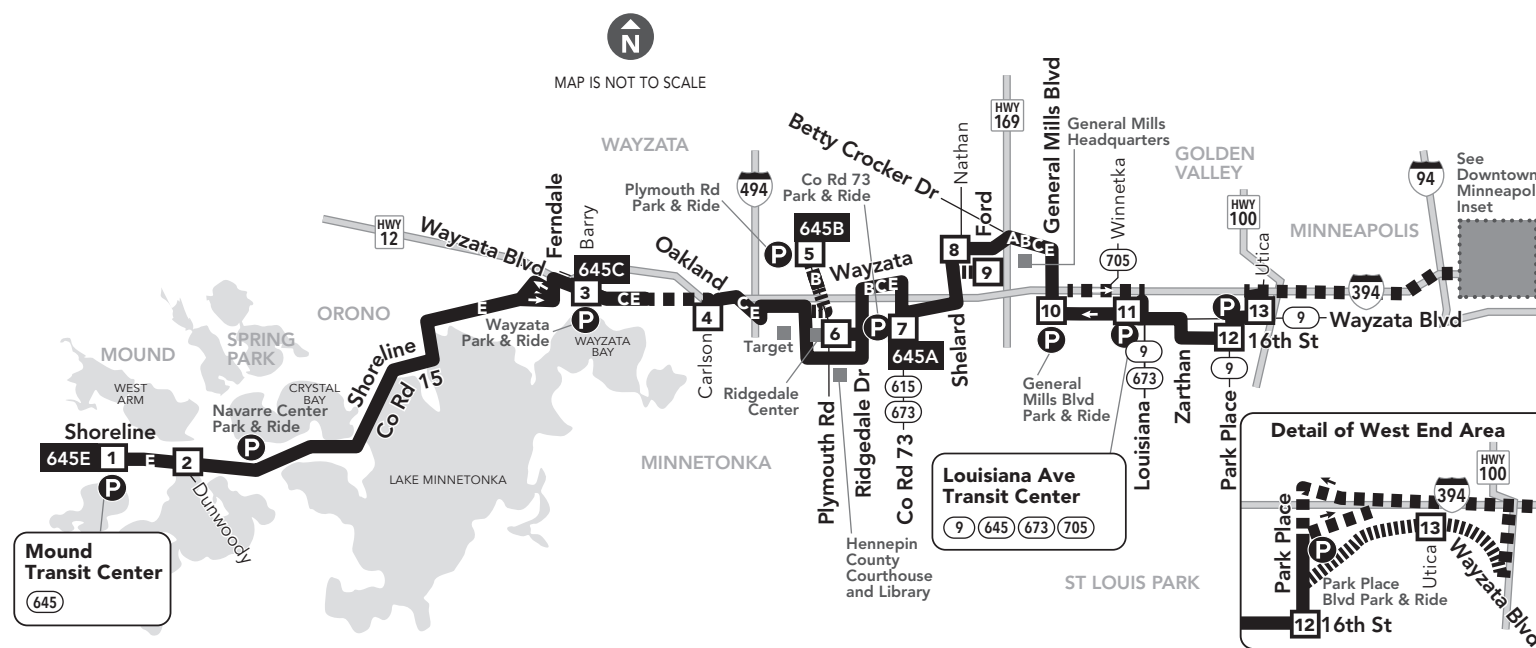 N
MAP IS NOT TO SCALE
WAYZATA
HWY
12
Wayzata Blvd
Ferndale
Barry
645C
3
CE
Wayzata
Park & Ride
P
WAYZATA
BAY
Oakland
4
Carlson
CE
494
Plymouth Rd
Park & Ride
P
645B
5
B
Wayzata
BCE
Co Rd 73
Park & Ride
P
6
7
645A
615
673
Target
Ridgedale
Center
Plymouth Rd
Ridgedale Dr
Co Rd 73
Hennepin
County
Courthouse
and Library
Betty Crocker Dr
Nathan
Ford
8
9
Shelard
HWY
169
ABCE
General Mills Blvd
General Mills
Headquarters
10
P
General
Mills Blvd
Park & Ride
Winnetka
705
11
P
9
673
Louisiana
Zarthan
GOLDEN
VALLEY
HWY
100
Utica
P
13
12
16th St
9
Park Place
9
Wayzata Blvd
MINNEAPOLIS
394
94
See
Downtown
Minneapol
Inset
ORONO
MOUND
SPRING
PARK
WEST
ARM
CRYSTAL
BAY
Navarre Center
Park & Ride
P
Shoreline
645E
1
E
2
P
Dunwoody
Shoreline
Co Rd 15
E
LAKE MINNETONKA
MINNETONKA
Mound
Transit Center
645
Louisiana Ave
Transit Center
9 645 673 705
ST LOUIS PARK
Detail of West End Area
HWY
100
394
Park Place
13
P
Utica
Wayzata Blvd
Park Place
Blvd Park & Ride
12
16th St